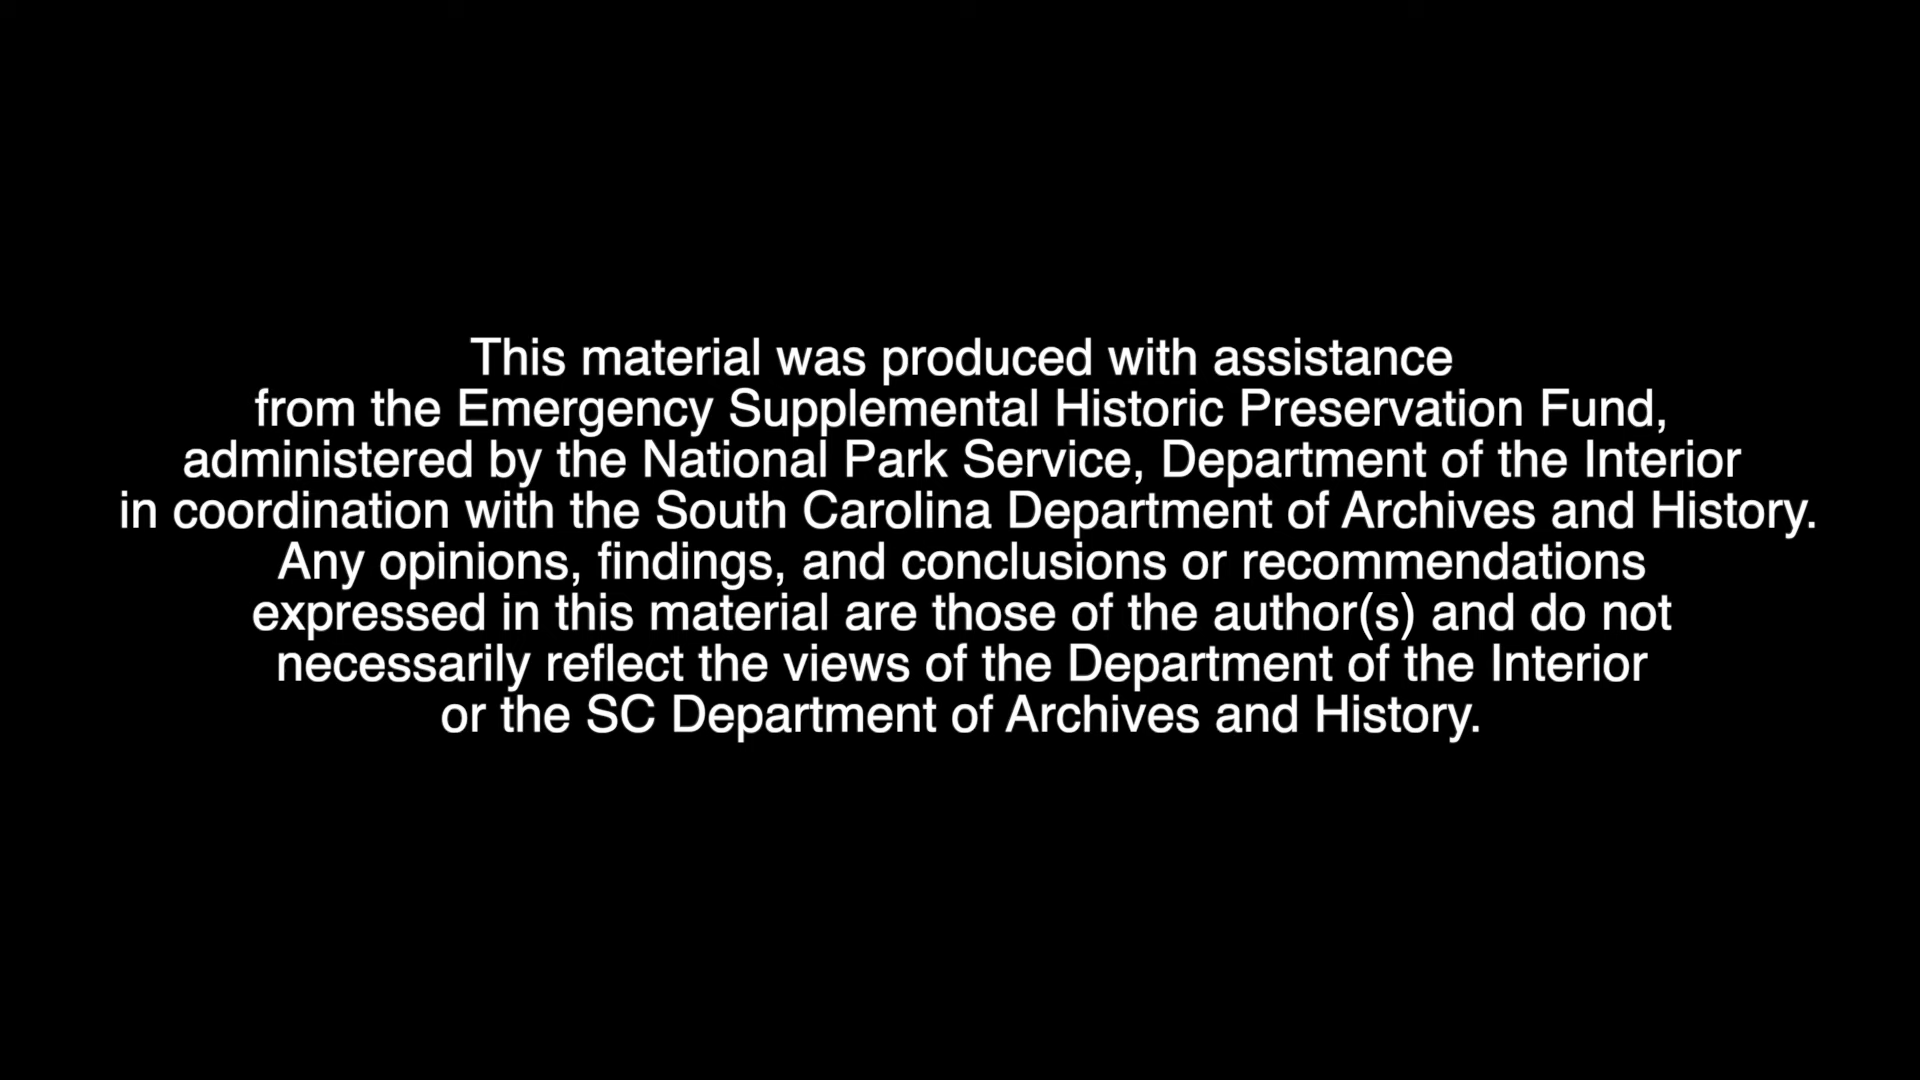 This material was produced with assistance
from the Emergency Supplemental Historic Preservation Fund,
administered by the National Park Service, Department of the Interior
in coordination with the South Carolina Department of Archives and History.
Any opinions, findings, and conclusions or recommendations
expressed in this material are those of the author(s) and do not
necessarily reflect the views of the Department of the Interior
or the SC Department of Archives and History.